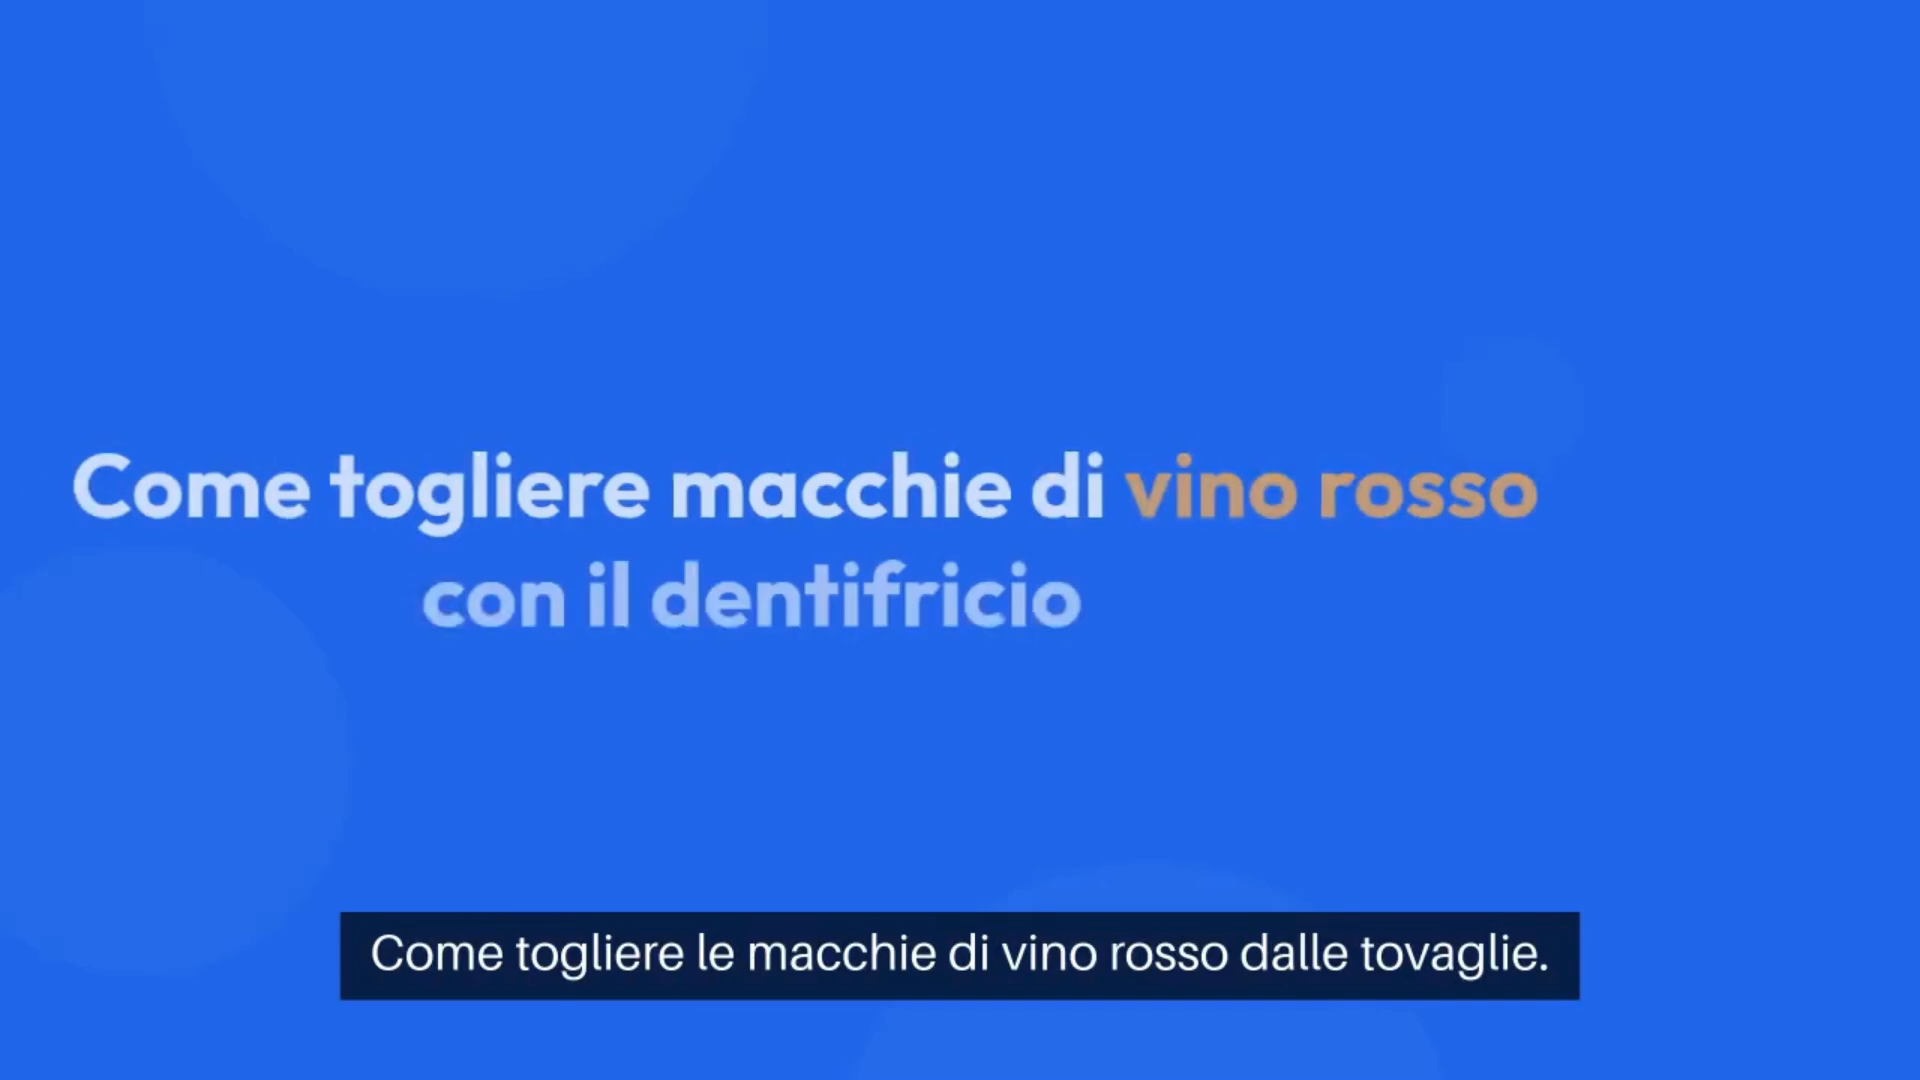 Come togliere macchie di vino rosso
con il dentifricio
Come togliere le macchie di vino rosso dalle tovaglie.